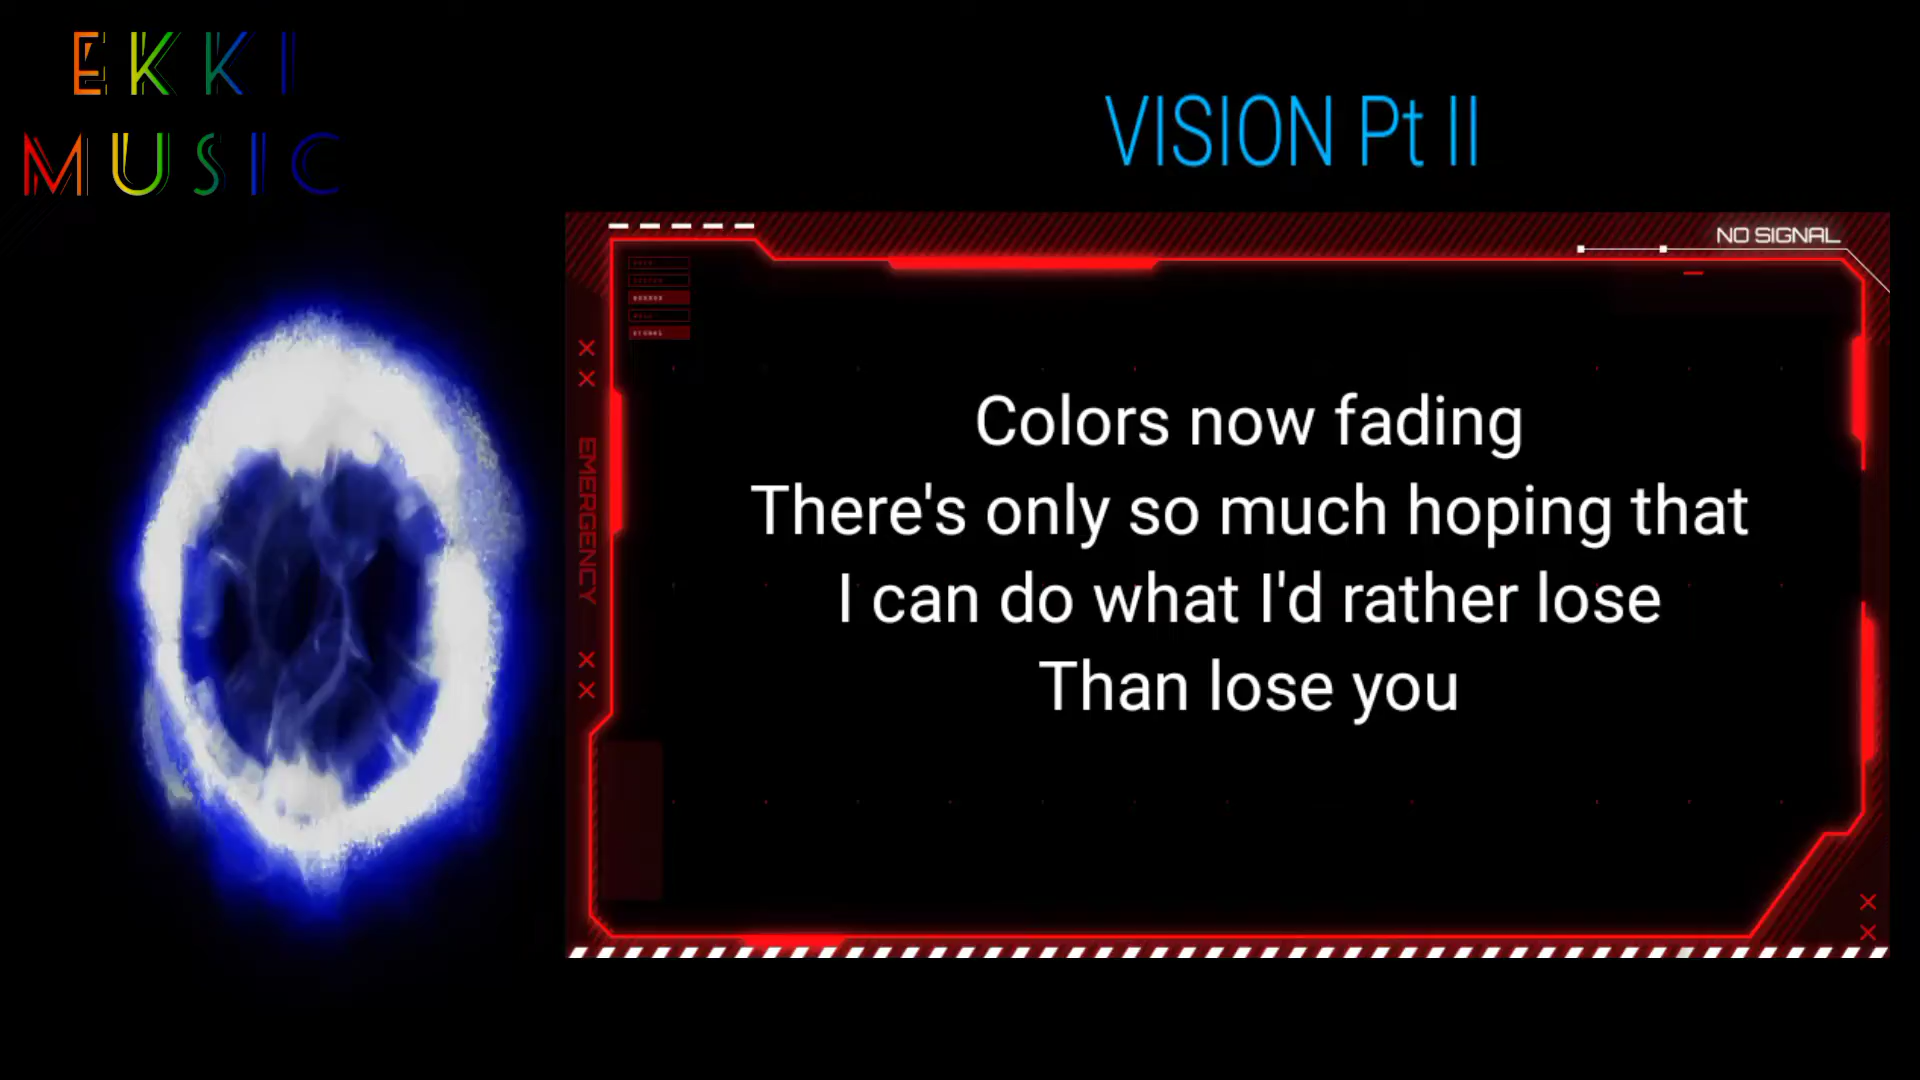 EKKI
MUSIC
VISION Pt II
NO SIGNAL
EMERGENCY
Colors now fading
There's only so much hoping that
I can do what I'd rather lose
Than lose you